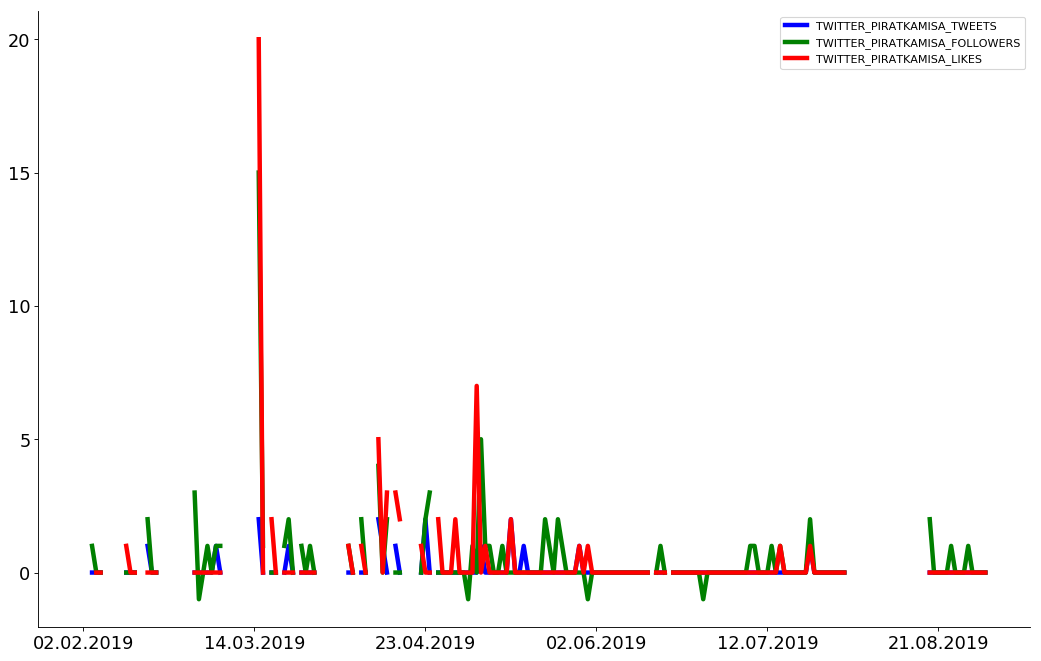 TWITTER_PIRATKAMISA_TWEETS
TWITTER_PIRATKAMISA_FOLLOWERS
TWITTER_PIRATKAMISA_LIKES
20
15
10
5
0
02.02.2019 14.03.2019 23.04.2019 02.06.2019 12.07.2019 21.08.2019